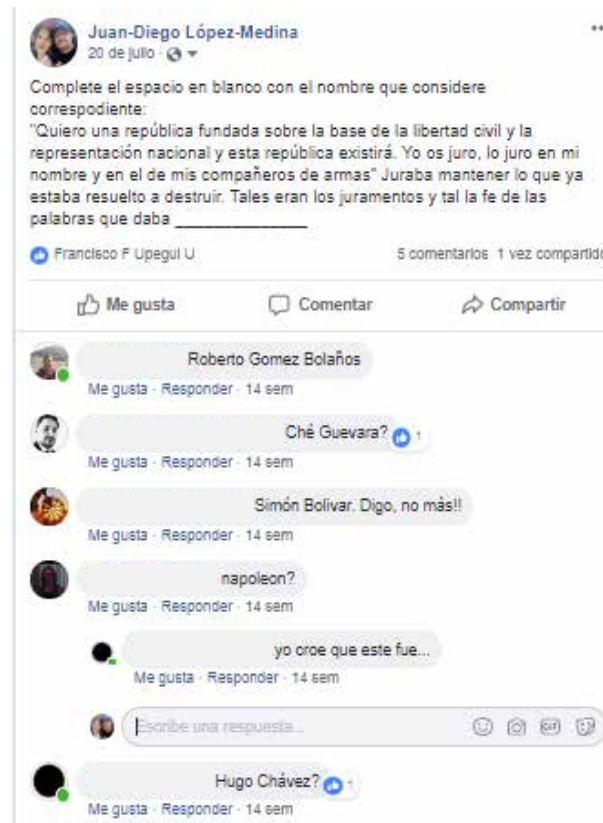 Juan-Diego López-Medina
20 de julio
Complete el espacio en blanco con el nombre que considere
correspodiente:
"Quiero una república fundada sobre la base de la libertad civil y la
representación nacional y esta república existirá. Yo os juro, lo juro en mi
nombre y en el de mis compañeros de armas" Juraba mantener lo que ya
estaba resuelto a destruir. Tales eran los juramentos y tal la fe de las
palabras que daba _______________
Francisco F Upegui U 5 comentarios 1 vez compartido
Me gusta Comentar Compartir
Roberto Gomez Bolaños
Me gusta · Responder · 14 sem
Ché Guevara? 1
Me gusta · Responder · 14 sem
Simón Bolivar. Digo, no màs!!
Me gusta · Responder · 14 sem
napoleon?
Me gusta · Responder · 14 sem
yo croe que este fue...
Me gusta · Responder · 14 sem
Escribe una respuesta...
GIF
Hugo Chávez? 1
Me gusta · Responder · 14 sem